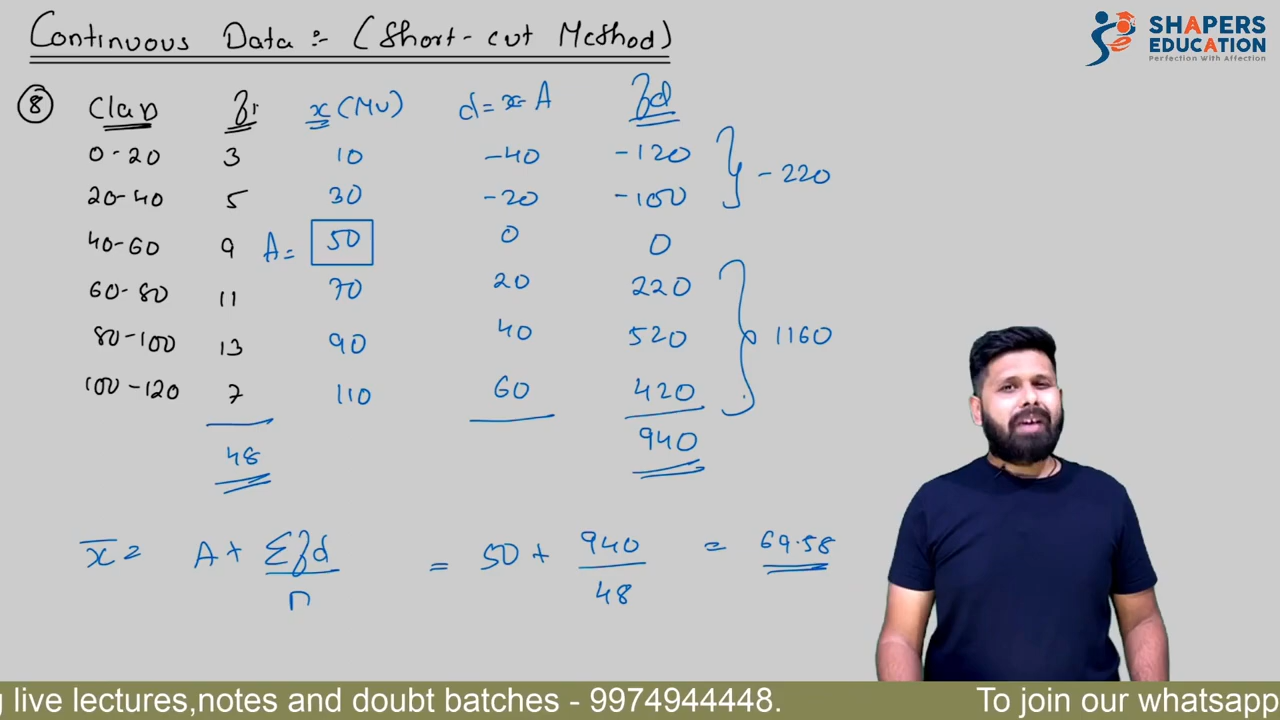 Continuous Data :- (Short-cut Method)
SHAPERS
EDUCATION
Perfection With Affection
8 Class fi x (MV) d = x - A fd
0-20 3 10 -40 -120
20-40 5 30 -20 -100 } -220
40-60 9 A = 50 0 0
60-80 11 70 20 220
80-100 13 90 40 520 } 1160
100-120 7 110 60 420
48 940
x̄ = A + Σfd/n = 50 + 940/48 = 69.58
live lectures,notes and doubt batches - 9974944448. To join our whatsapp